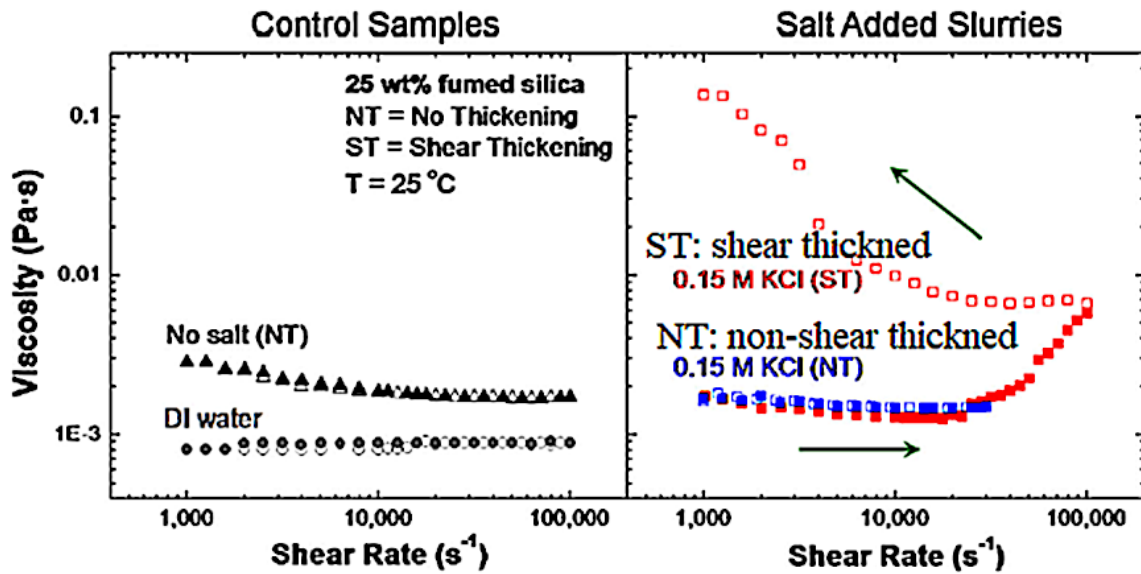 Control Samples
Salt Added Slurries
25 wt% fumed silica
NT = No Thickening
ST = Shear Thickening
T = 25 °C
0.1
0.01
1E-3
Viscosity (Pa·s)
No salt (NT)
DI water
ST: shear thickned
0.15 M KCl (ST)
NT: non-shear thickned
0.15 M KCl (NT)
1,000
10,000
100,000
1,000
10,000
100,000
Shear Rate (s⁻¹)
Shear Rate (s⁻¹)